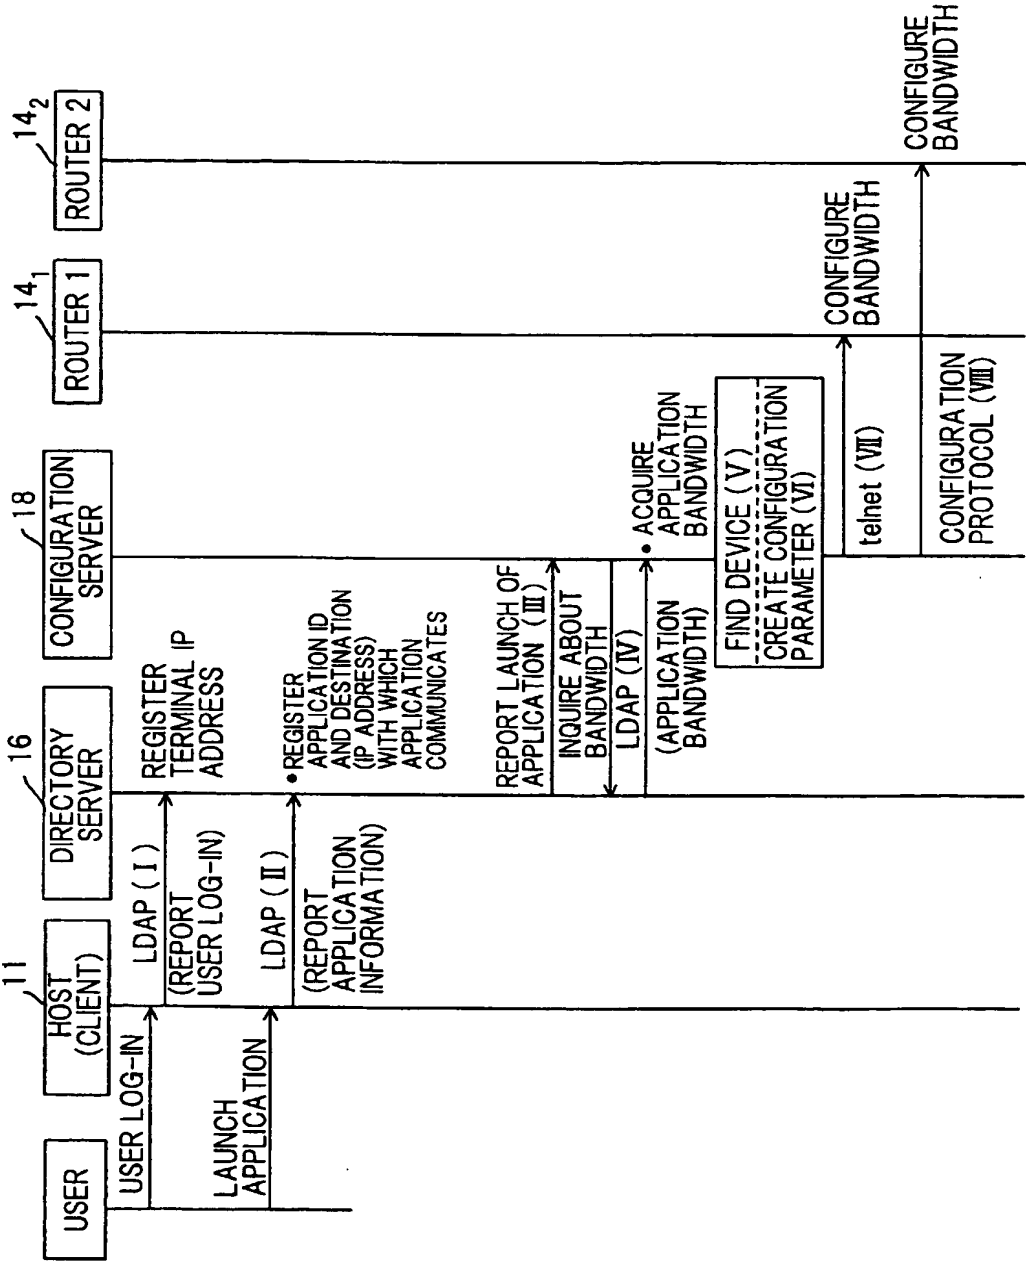 USER
11
HOST
(CLIENT)
16
DIRECTORY
SERVER
18
CONFIGURATION
SERVER
14₁
ROUTER 1
14₂
ROUTER 2
USER LOG-IN
LDAP (Ⅰ)
(REPORT
USER LOG-IN)
REGISTER
TERMINAL IP
ADDRESS
LAUNCH
APPLICATION
LDAP (Ⅱ)
(REPORT
APPLICATION
INFORMATION)
• REGISTER
APPLICATION ID
AND DESTINATION
(IP ADDRESS)
WITH WHICH
APPLICATION
COMMUNICATES
REPORT LAUNCH OF
APPLICATION (Ⅲ)
INQUIRE ABOUT
BANDWIDTH
LDAP (Ⅳ)
(APPLICATION
BANDWIDTH)
• ACQUIRE
APPLICATION
BANDWIDTH
FIND DEVICE (Ⅴ)
CREATE CONFIGURATION
PARAMETER (Ⅵ)
telnet (Ⅶ)
CONFIGURE
BANDWIDTH
CONFIGURATION
PROTOCOL (Ⅷ)
CONFIGURE
BANDWIDTH